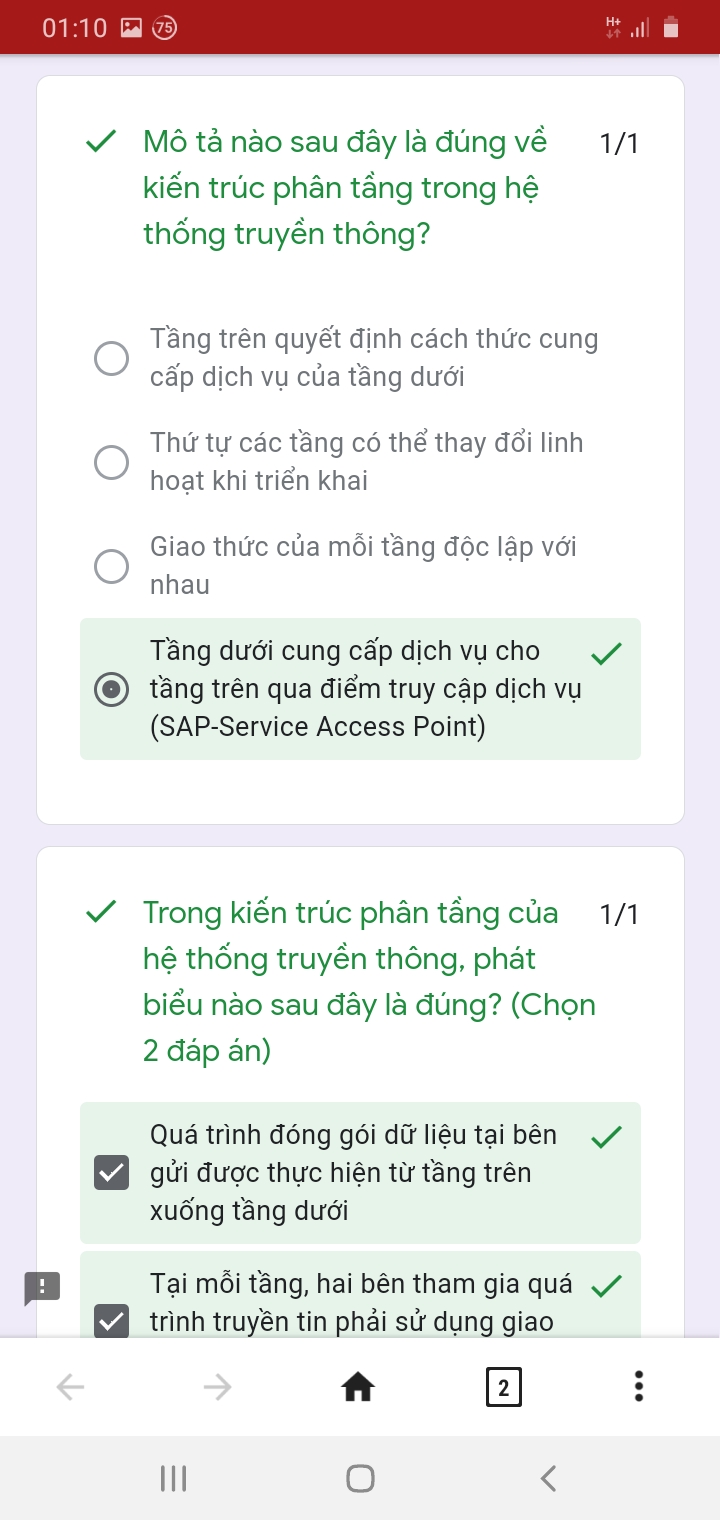 01:10 75 H+
Mô tả nào sau đây là đúng về 1/1
kiến trúc phân tầng trong hệ
thống truyền thông?
Tầng trên quyết định cách thức cung
cấp dịch vụ của tầng dưới
Thứ tự các tầng có thể thay đổi linh
hoạt khi triển khai
Giao thức của mỗi tầng độc lập với
nhau
Tầng dưới cung cấp dịch vụ cho
tầng trên qua điểm truy cập dịch vụ
(SAP-Service Access Point)
Trong kiến trúc phân tầng của 1/1
hệ thống truyền thông, phát
biểu nào sau đây là đúng? (Chọn
2 đáp án)
Quá trình đóng gói dữ liệu tại bên
gửi được thực hiện từ tầng trên
xuống tầng dưới
Tại mỗi tầng, hai bên tham gia quá
trình truyền tin phải sử dụng giao
2